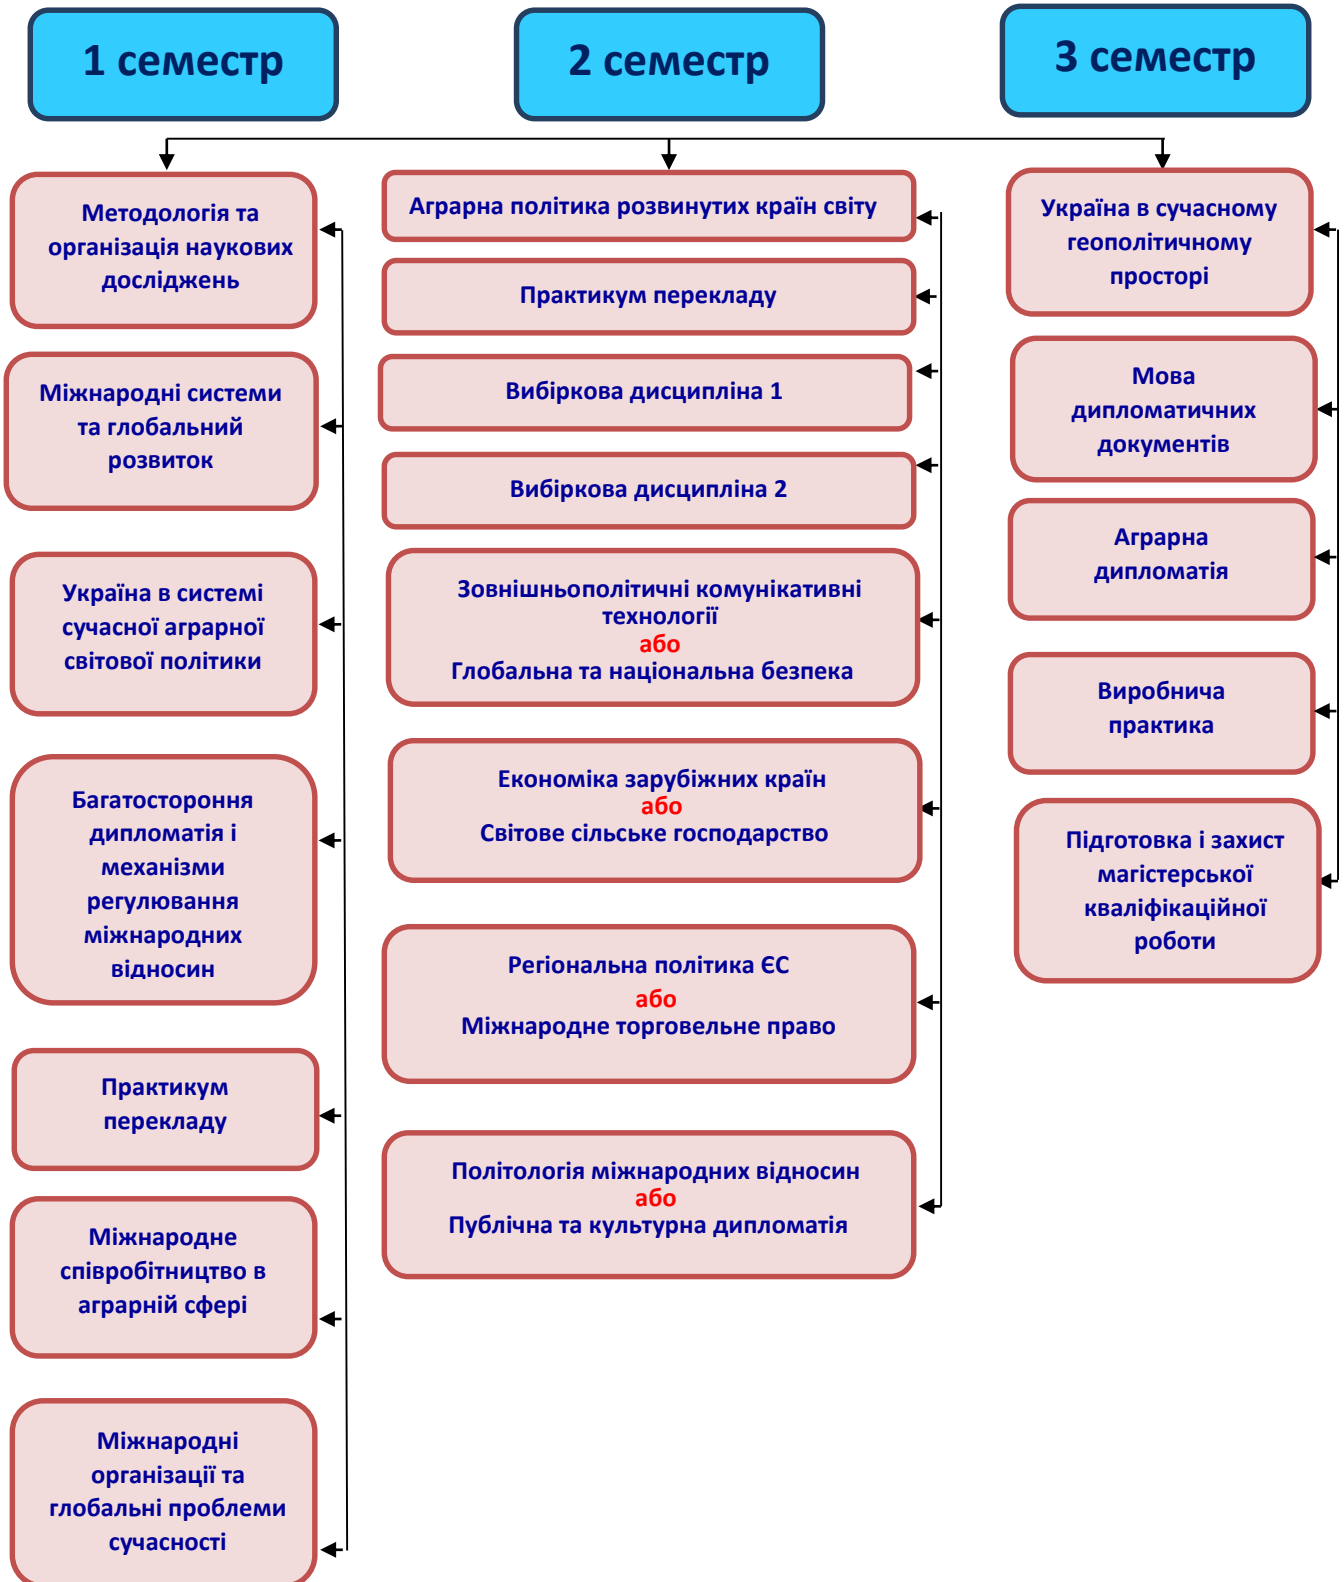 1 семестр
2 семестр
3 семестр
Методологія та
організація наукових
досліджень
Міжнародні системи
та глобальний
розвиток
Україна в системі
сучасної аграрної
світової політики
Багатостороння
дипломатія і
механізми
регулювання
міжнародних
відносин
Практикум
перекладу
Міжнародне
співробітництво в
аграрній сфері
Міжнародні
організації та
глобальні проблеми
сучасності
Аграрна політика розвинутих країн світу
Практикум перекладу
Вибіркова дисципліна 1
Вибіркова дисципліна 2
Зовнішньополітичні комунікативні
технології
або
Глобальна та національна безпека
Економіка зарубіжних країн
або
Світове сільське господарство
Регіональна політика ЄС
або
Міжнародне торговельне право
Політологія міжнародних відносин
або
Публічна та культурна дипломатія
Україна в сучасному
геополітичному
просторі
Мова
дипломатичних
документів
Аграрна
дипломатія
Виробнича
практика
Підготовка і захист
магістерської
кваліфікаційної
роботи